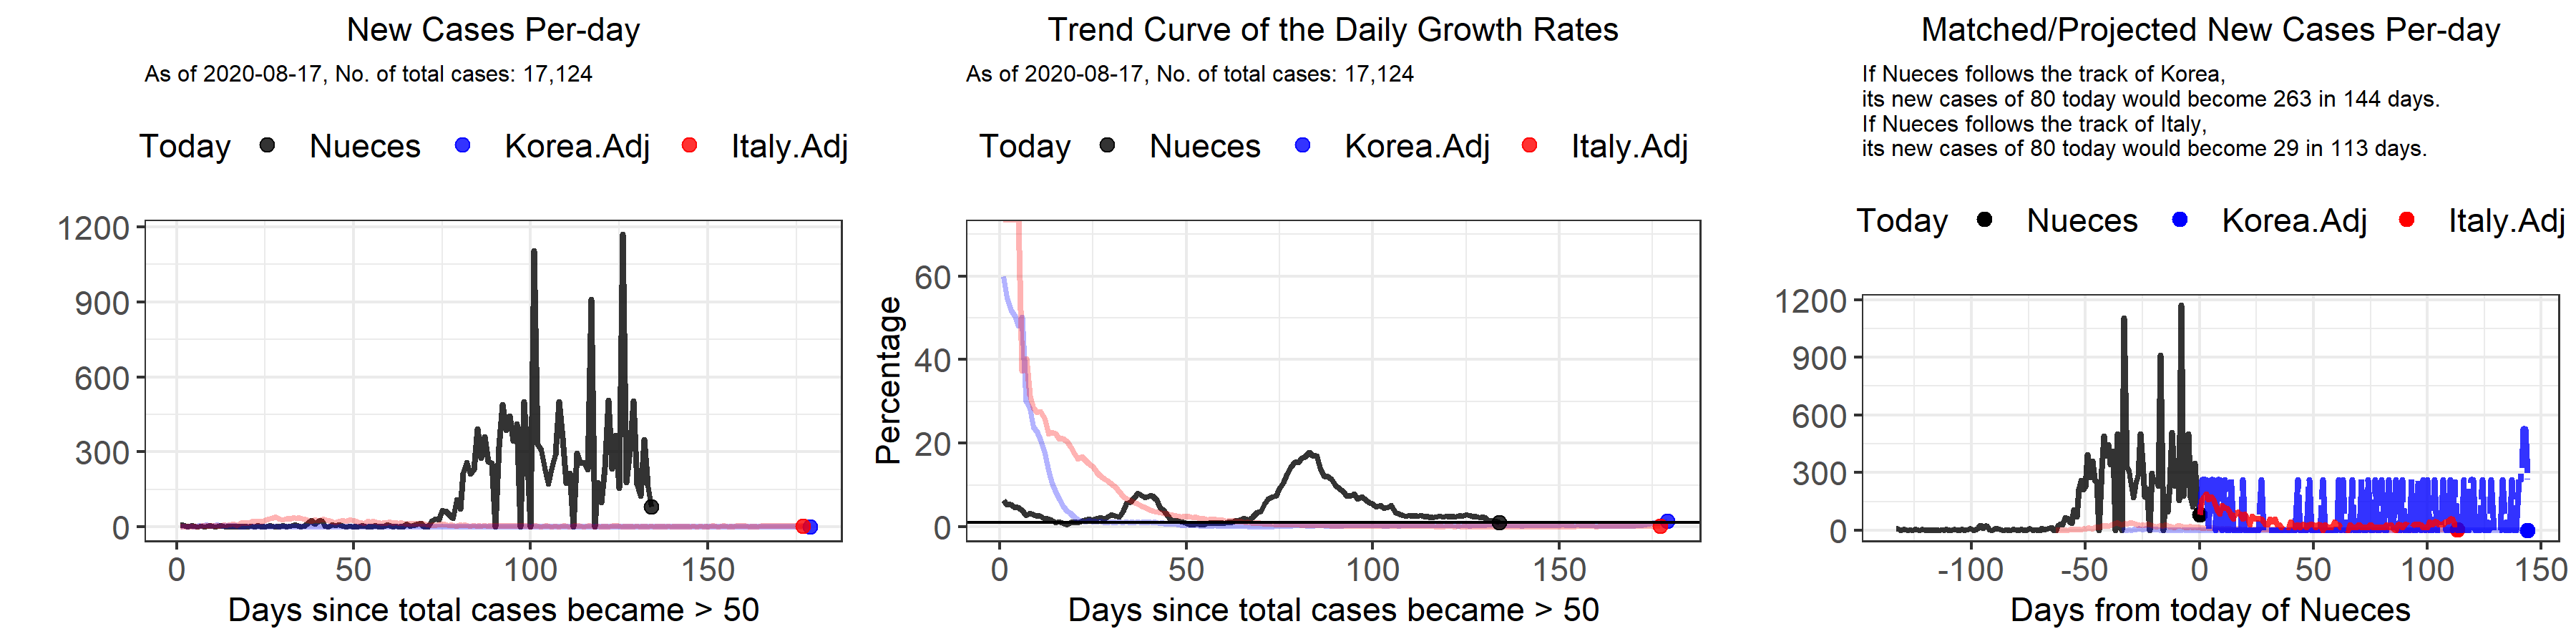 New Cases Per-day
As of 2020-08-17, No. of total cases: 17,124
Today Nueces Korea.Adj Italy.Adj
1200
900
600
300
0
0 50 100 150
Days since total cases became > 50
Trend Curve of the Daily Growth Rates
As of 2020-08-17, No. of total cases: 17,124
Today Nueces Korea.Adj Italy.Adj
Percentage
60
40
20
0
0 50 100 150
Days since total cases became > 50
Matched/Projected New Cases Per-day
If Nueces follows the track of Korea,
its new cases of 80 today would become 263 in 144 days.
If Nueces follows the track of Italy,
its new cases of 80 today would become 29 in 113 days.
Today Nueces Korea.Adj Italy.Adj
1200
900
600
300
0
-100 -50 0 50 100 150
Days from today of Nueces